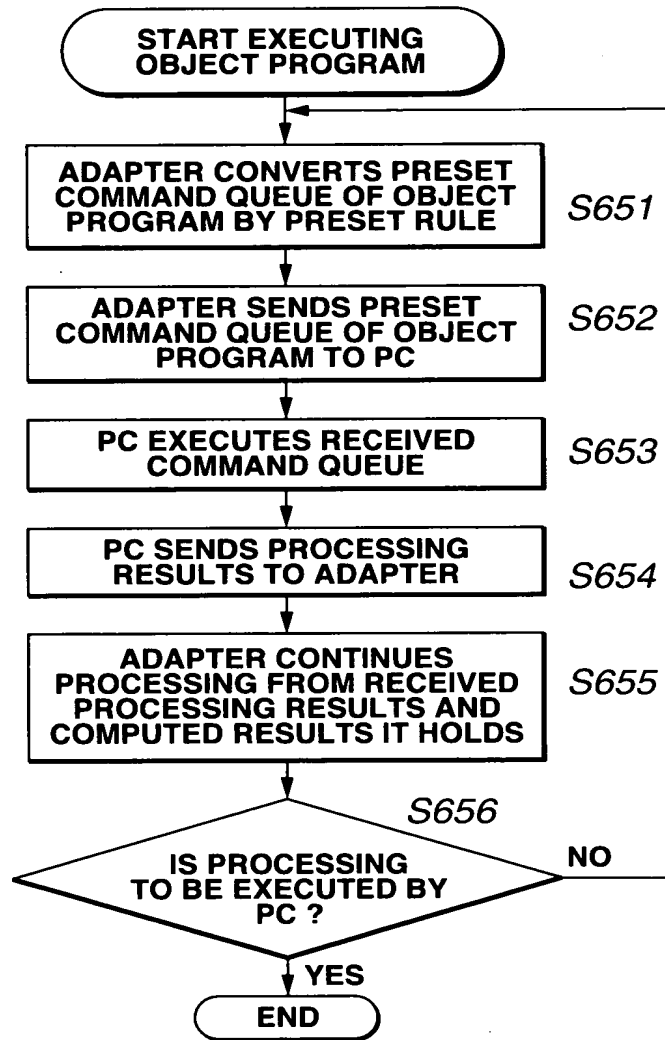 START EXECUTING
OBJECT PROGRAM
ADAPTER CONVERTS PRESET
COMMAND QUEUE OF OBJECT
PROGRAM BY PRESET RULE
S651
ADAPTER SENDS PRESET
COMMAND QUEUE OF OBJECT
PROGRAM TO PC
S652
PC EXECUTES RECEIVED
COMMAND QUEUE
S653
PC SENDS PROCESSING
RESULTS TO ADAPTER
S654
ADAPTER CONTINUES
PROCESSING FROM RECEIVED
PROCESSING RESULTS AND
COMPUTED RESULTS IT HOLDS
S655
S656
IS PROCESSING
TO BE EXECUTED BY
PC ?
NO
YES
END